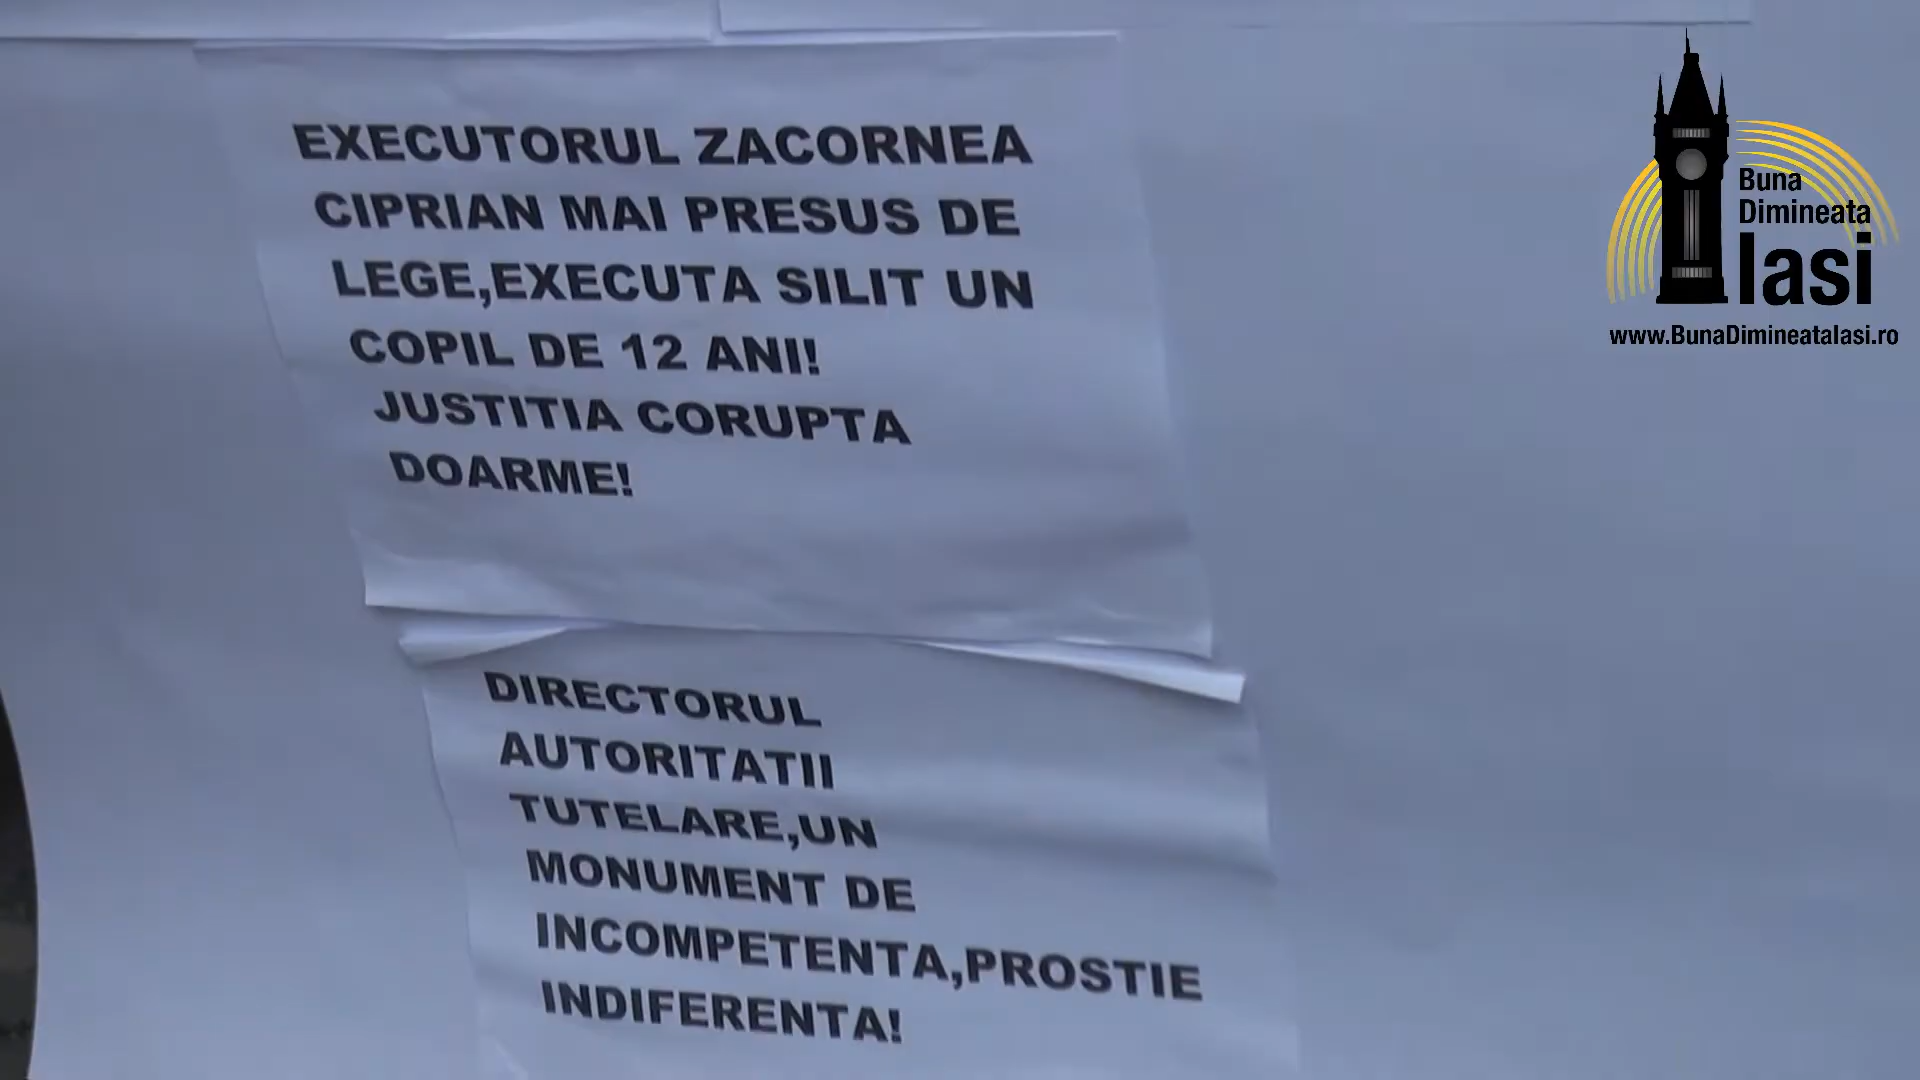 EXECUTORUL ZACORNEA
CIPRIAN MAI PRESUS DE
LEGE,EXECUTA SILIT UN
COPIL DE 12 ANI!
JUSTITIA CORUPTA
DOARME!
DIRECTORUL
AUTORITATII
TUTELARE,UN
MONUMENT DE
INCOMPETENTA,PROSTIE
INDIFERENTA!
Buna
Dimineata
Iasi
www.BunaDimineataIasi.ro